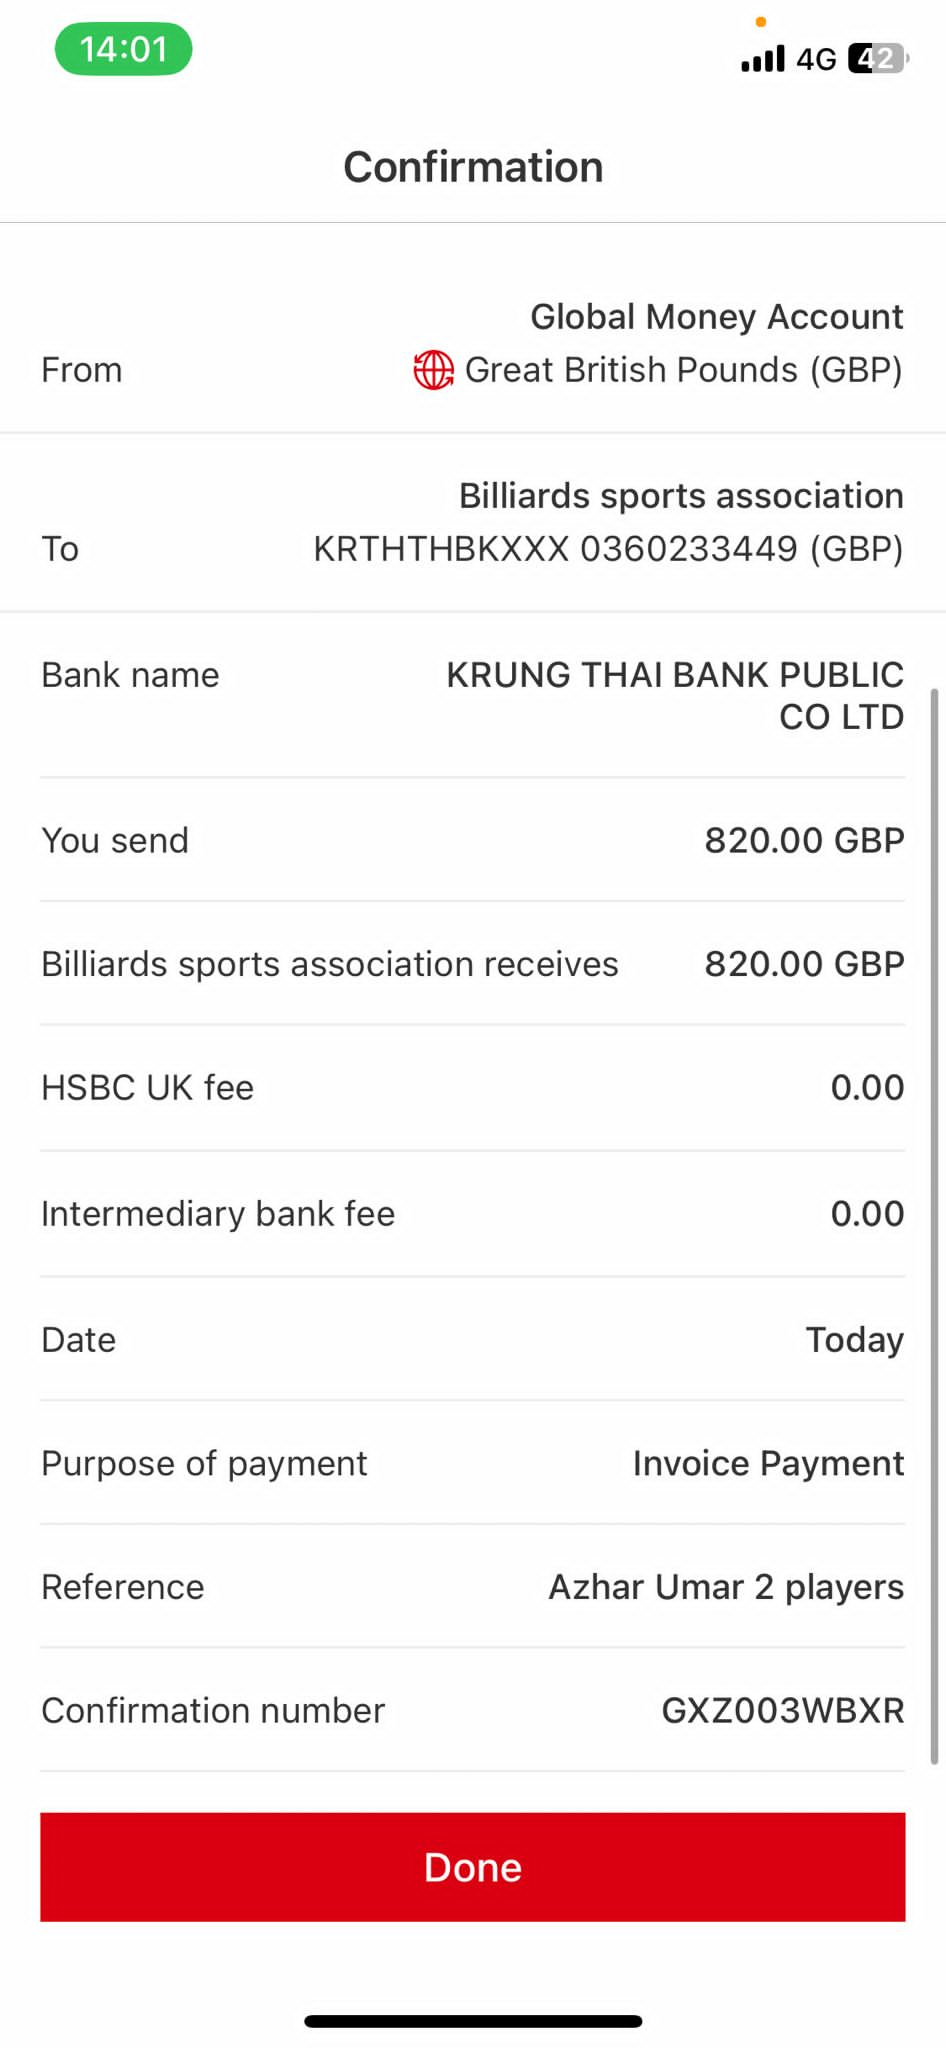 14:01
4G 42
Confirmation
Global Money Account
From Great British Pounds (GBP)
Billiards sports association
To KRTHTHBKXXX 0360233449 (GBP)
Bank name KRUNG THAI BANK PUBLIC
CO LTD
You send 820.00 GBP
Billiards sports association receives 820.00 GBP
HSBC UK fee 0.00
Intermediary bank fee 0.00
Date Today
Purpose of payment Invoice Payment
Reference Azhar Umar 2 players
Confirmation number GXZ003WBXR
Done